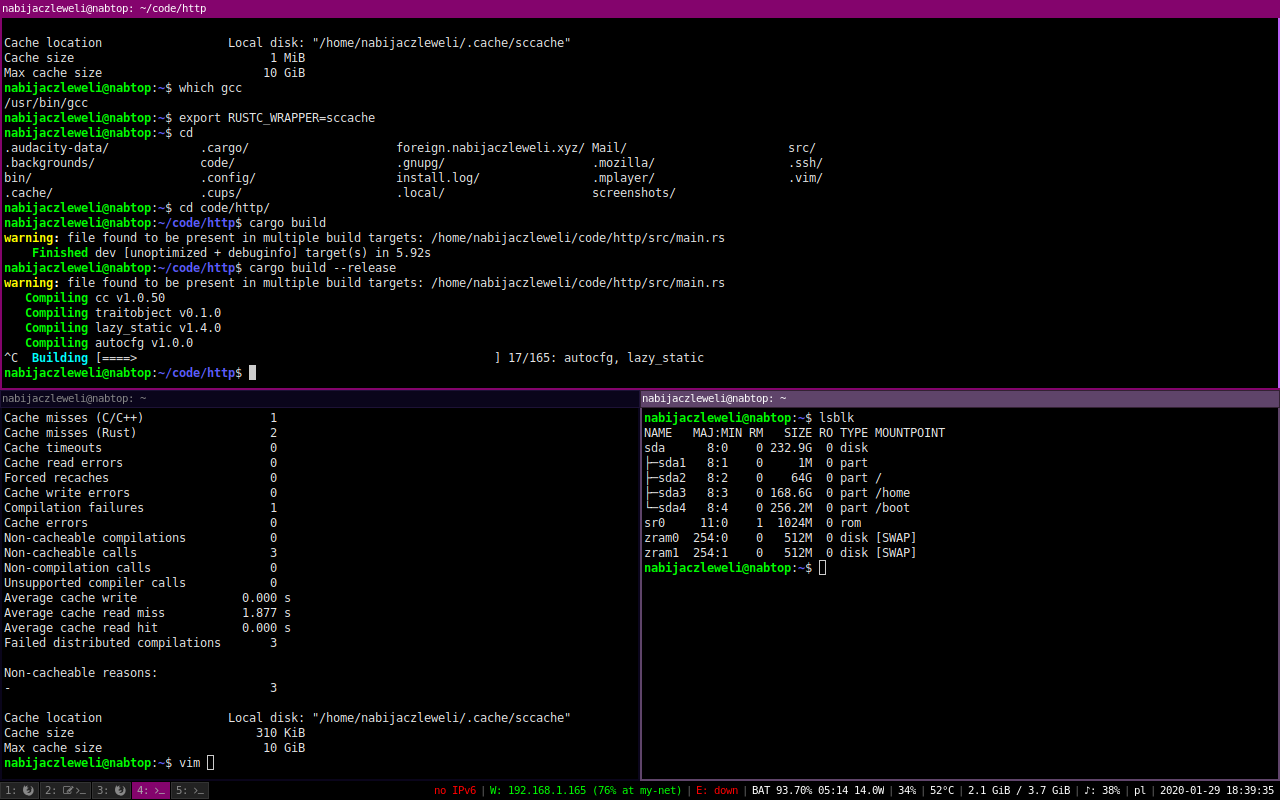 nabijaczleweli@nabtop: ~/code/http
Cache location                  Local disk: "/home/nabijaczleweli/.cache/sccache"
Cache size                            1 MiB
Max cache size                       10 GiB
nabijaczleweli@nabtop:~$ which gcc
/usr/bin/gcc
nabijaczleweli@nabtop:~$ export RUSTC_WRAPPER=sccache
nabijaczleweli@nabtop:~$ cd
.audacity-data/             .cargo/                     foreign.nabijaczleweli.xyz/ Mail/                       src/
.backgrounds/               code/                       .gnupg/                     .mozilla/                   .ssh/
bin/                        .config/                    install.log/                .mplayer/                   .vim/
.cache/                     .cups/                      .local/                     screenshots/
nabijaczleweli@nabtop:~$ cd code/http/
nabijaczleweli@nabtop:~/code/http$ cargo build
warning: file found to be present in multiple build targets: /home/nabijaczleweli/code/http/src/main.rs
    Finished dev [unoptimized + debuginfo] target(s) in 5.92s
nabijaczleweli@nabtop:~/code/http$ cargo build --release
warning: file found to be present in multiple build targets: /home/nabijaczleweli/code/http/src/main.rs
   Compiling cc v1.0.50
   Compiling traitobject v0.1.0
   Compiling lazy_static v1.4.0
   Compiling autocfg v1.0.0
^C  Building [====>                                                   ] 17/165: autocfg, lazy_static
nabijaczleweli@nabtop:~/code/http$
nabijaczleweli@nabtop: ~
Cache misses (C/C++)                  1
Cache misses (Rust)                   2
Cache timeouts                        0
Cache read errors                     0
Forced recaches                       0
Cache write errors                    0
Compilation failures                  1
Cache errors                          0
Non-cacheable compilations            0
Non-cacheable calls                   3
Non-compilation calls                 0
Unsupported compiler calls            0
Average cache write               0.000 s
Average cache read miss           1.877 s
Average cache read hit            0.000 s
Failed distributed compilations       3
Non-cacheable reasons:
-                                     3
Cache location                  Local disk: "/home/nabijaczleweli/.cache/sccache"
Cache size                          310 KiB
Max cache size                       10 GiB
nabijaczleweli@nabtop:~$ vim
nabijaczleweli@nabtop: ~
nabijaczleweli@nabtop:~$ lsblk
NAME   MAJ:MIN RM   SIZE RO TYPE MOUNTPOINT
sda      8:0    0 232.9G  0 disk
├─sda1   8:1    0     1M  0 part
├─sda2   8:2    0    64G  0 part /
├─sda3   8:3    0 168.6G  0 part /home
└─sda4   8:4    0 256.2M  0 part /boot
sr0     11:0    1  1024M  0 rom
zram0  254:0    0   512M  0 disk [SWAP]
zram1  254:1    0   512M  0 disk [SWAP]
nabijaczleweli@nabtop:~$
1: 2: >_ 3: 4: >_ 5: >_ no IPv6 | W: 192.168.1.165 (76% at my-net) | E: down | BAT 93.70% 05:14 14.0W | 34% | 52°C | 2.1 GiB / 3.7 GiB | ♪: 38% | pl | 2020-01-29 18:39:35